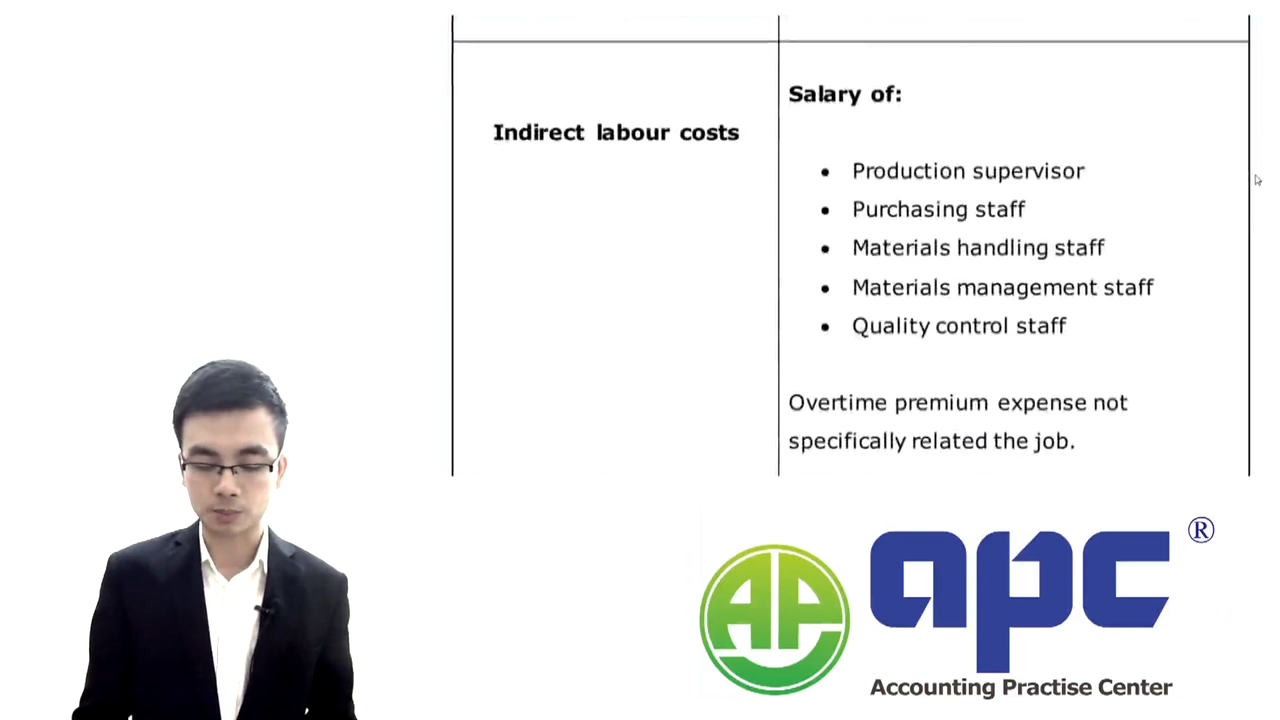 Indirect labour costs
Salary of:
• Production supervisor
• Purchasing staff
• Materials handling staff
• Materials management staff
• Quality control staff
Overtime premium expense not
specifically related the job.
AP
apc®
Accounting Practise Center